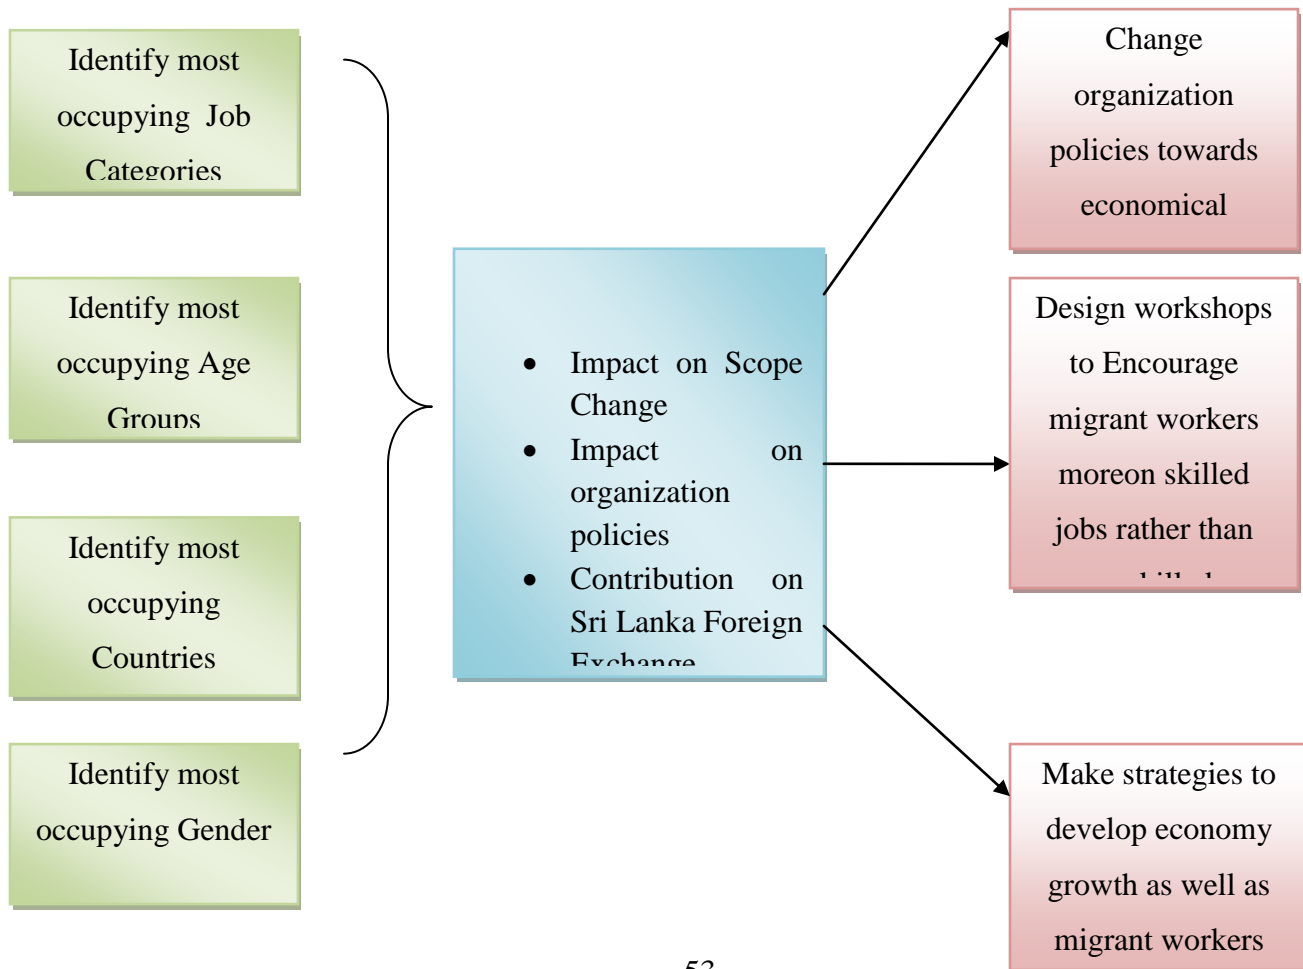 Identify most
occupying Job
Categories
Identify most
occupying Age
Groups
Identify most
occupying
Countries
Identify most
occupying Gender
• Impact on Scope
Change
• Impact on
organization
policies
• Contribution on
Sri Lanka Foreign
Exchange
Change
organization
policies towards
economical
Design workshops
to Encourage
migrant workers
moreon skilled
jobs rather than
Make strategies to
develop economy
growth as well as
migrant workers